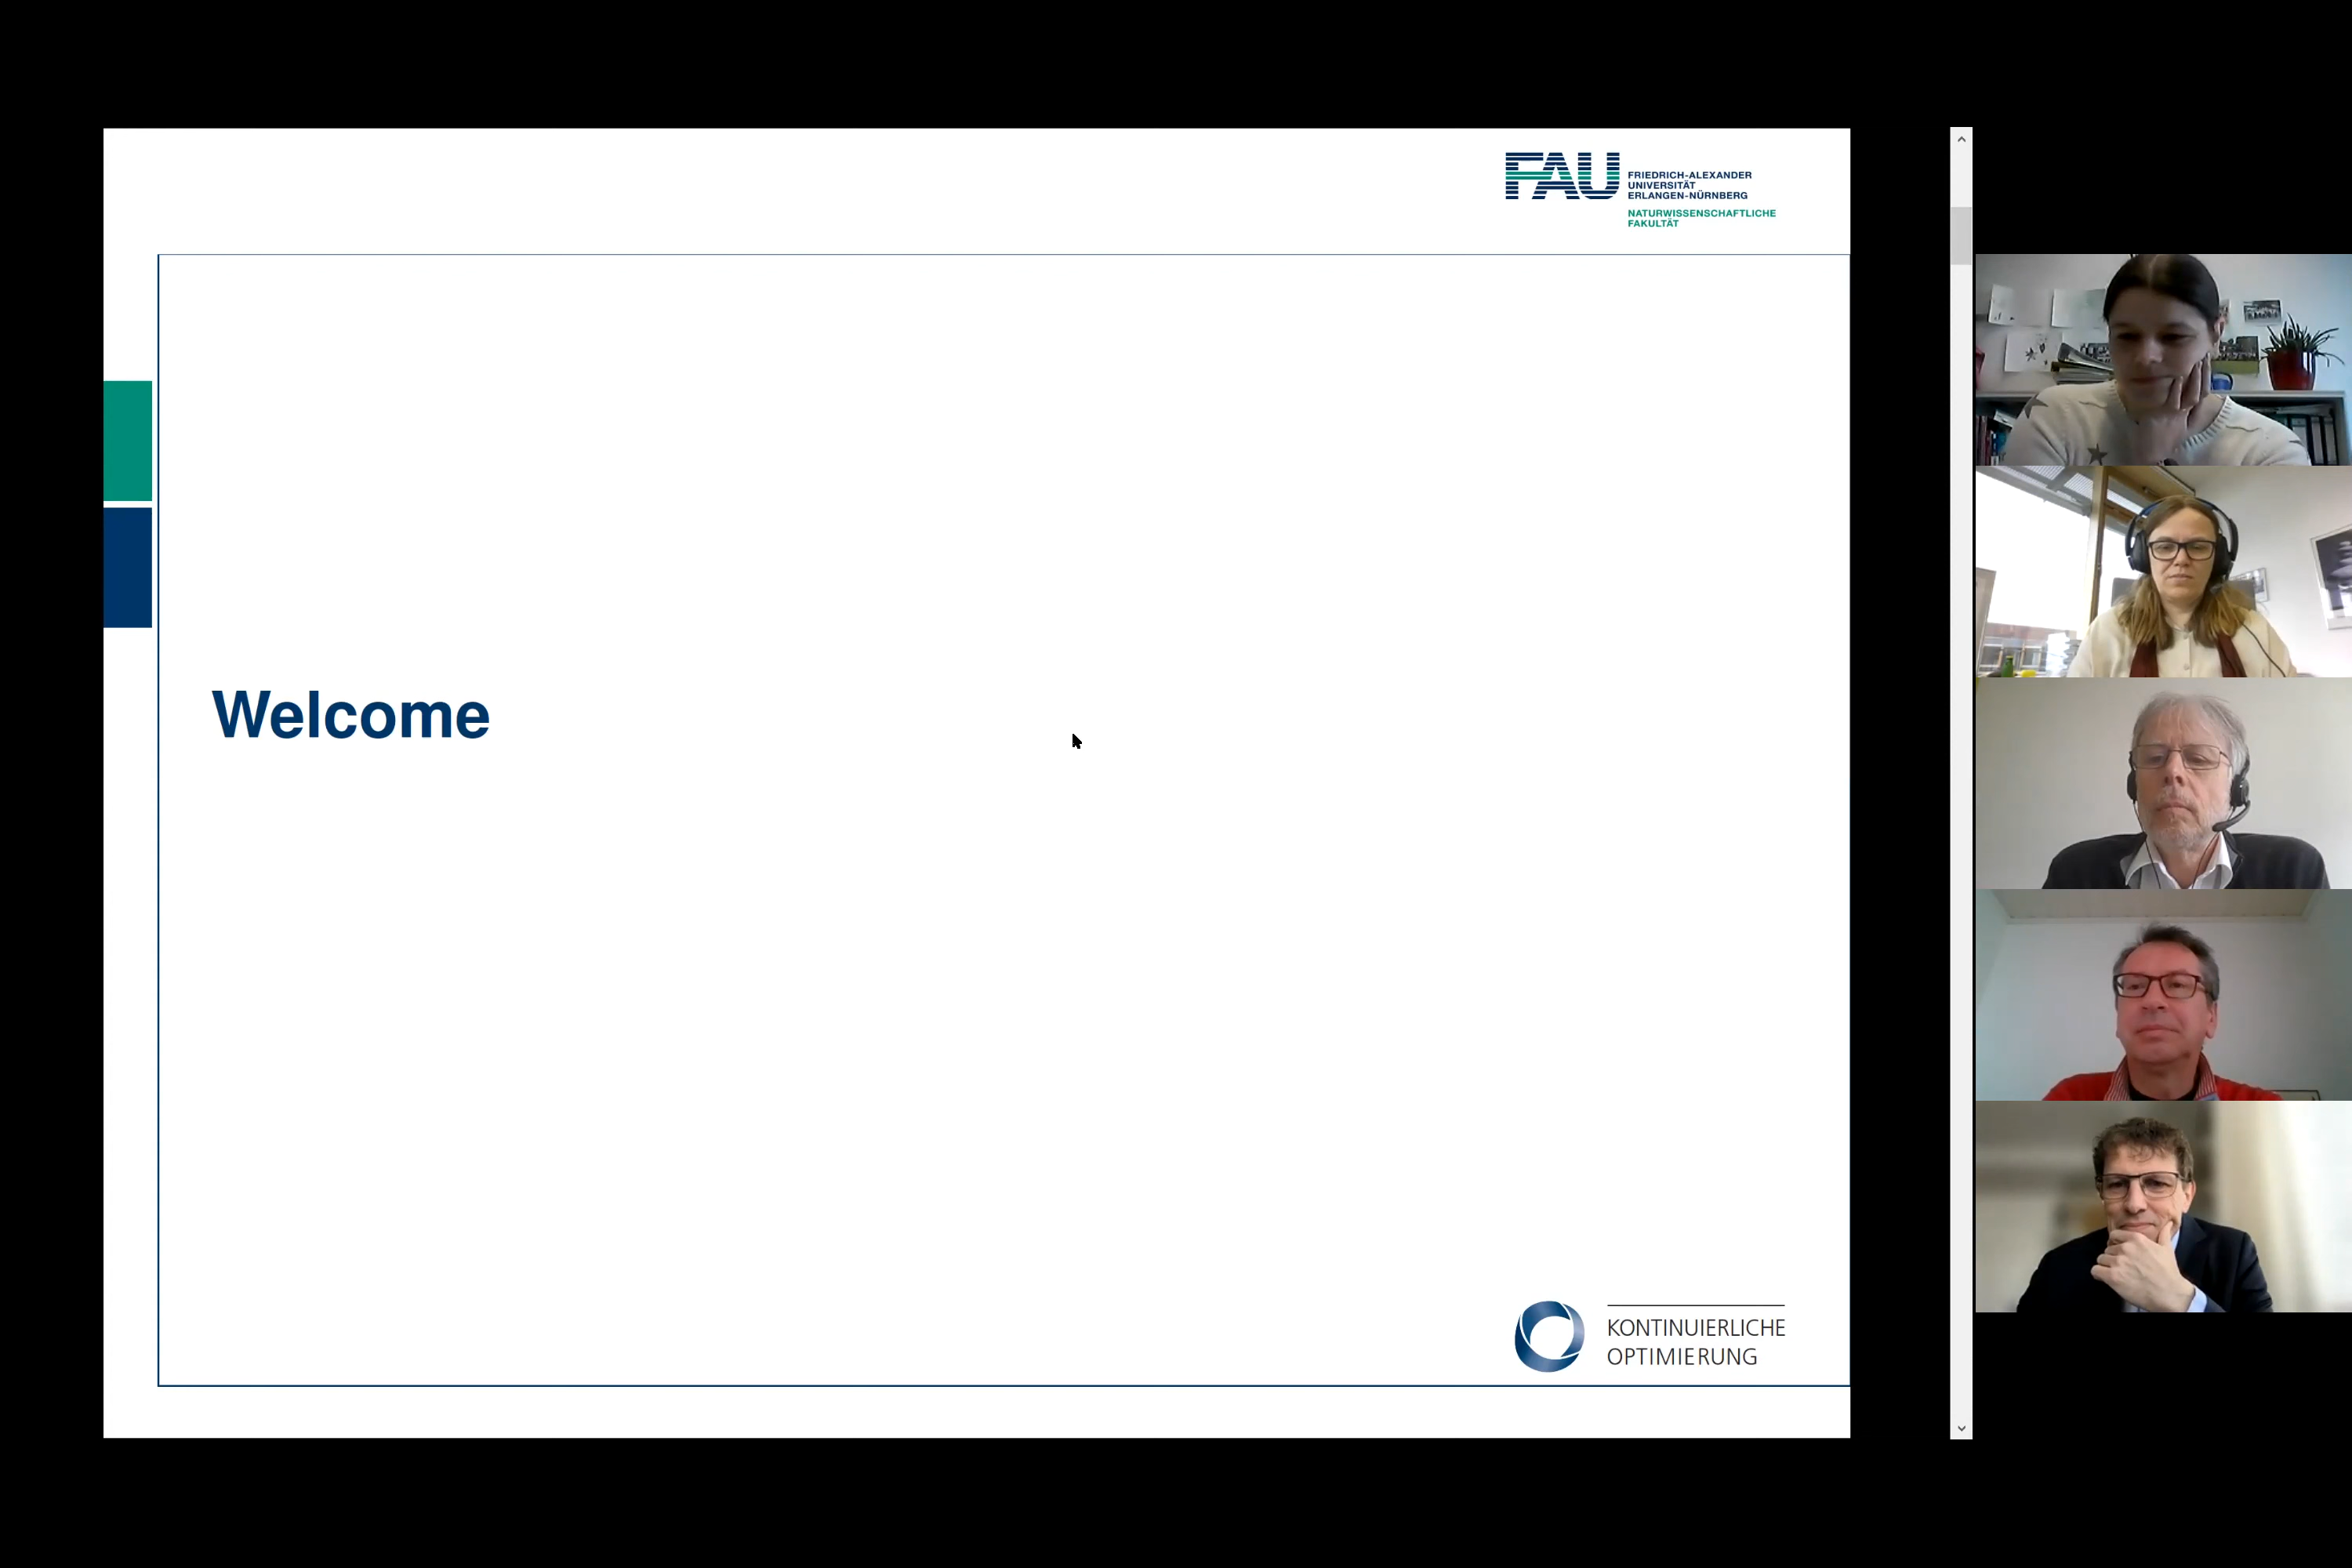 FAU
FRIEDRICH-ALEXANDER
UNIVERSITÄT
ERLANGEN-NÜRNBERG
NATURWISSENSCHAFTLICHE
FAKULTÄT
Welcome
KONTINUIERLICHE
OPTIMIERUNG